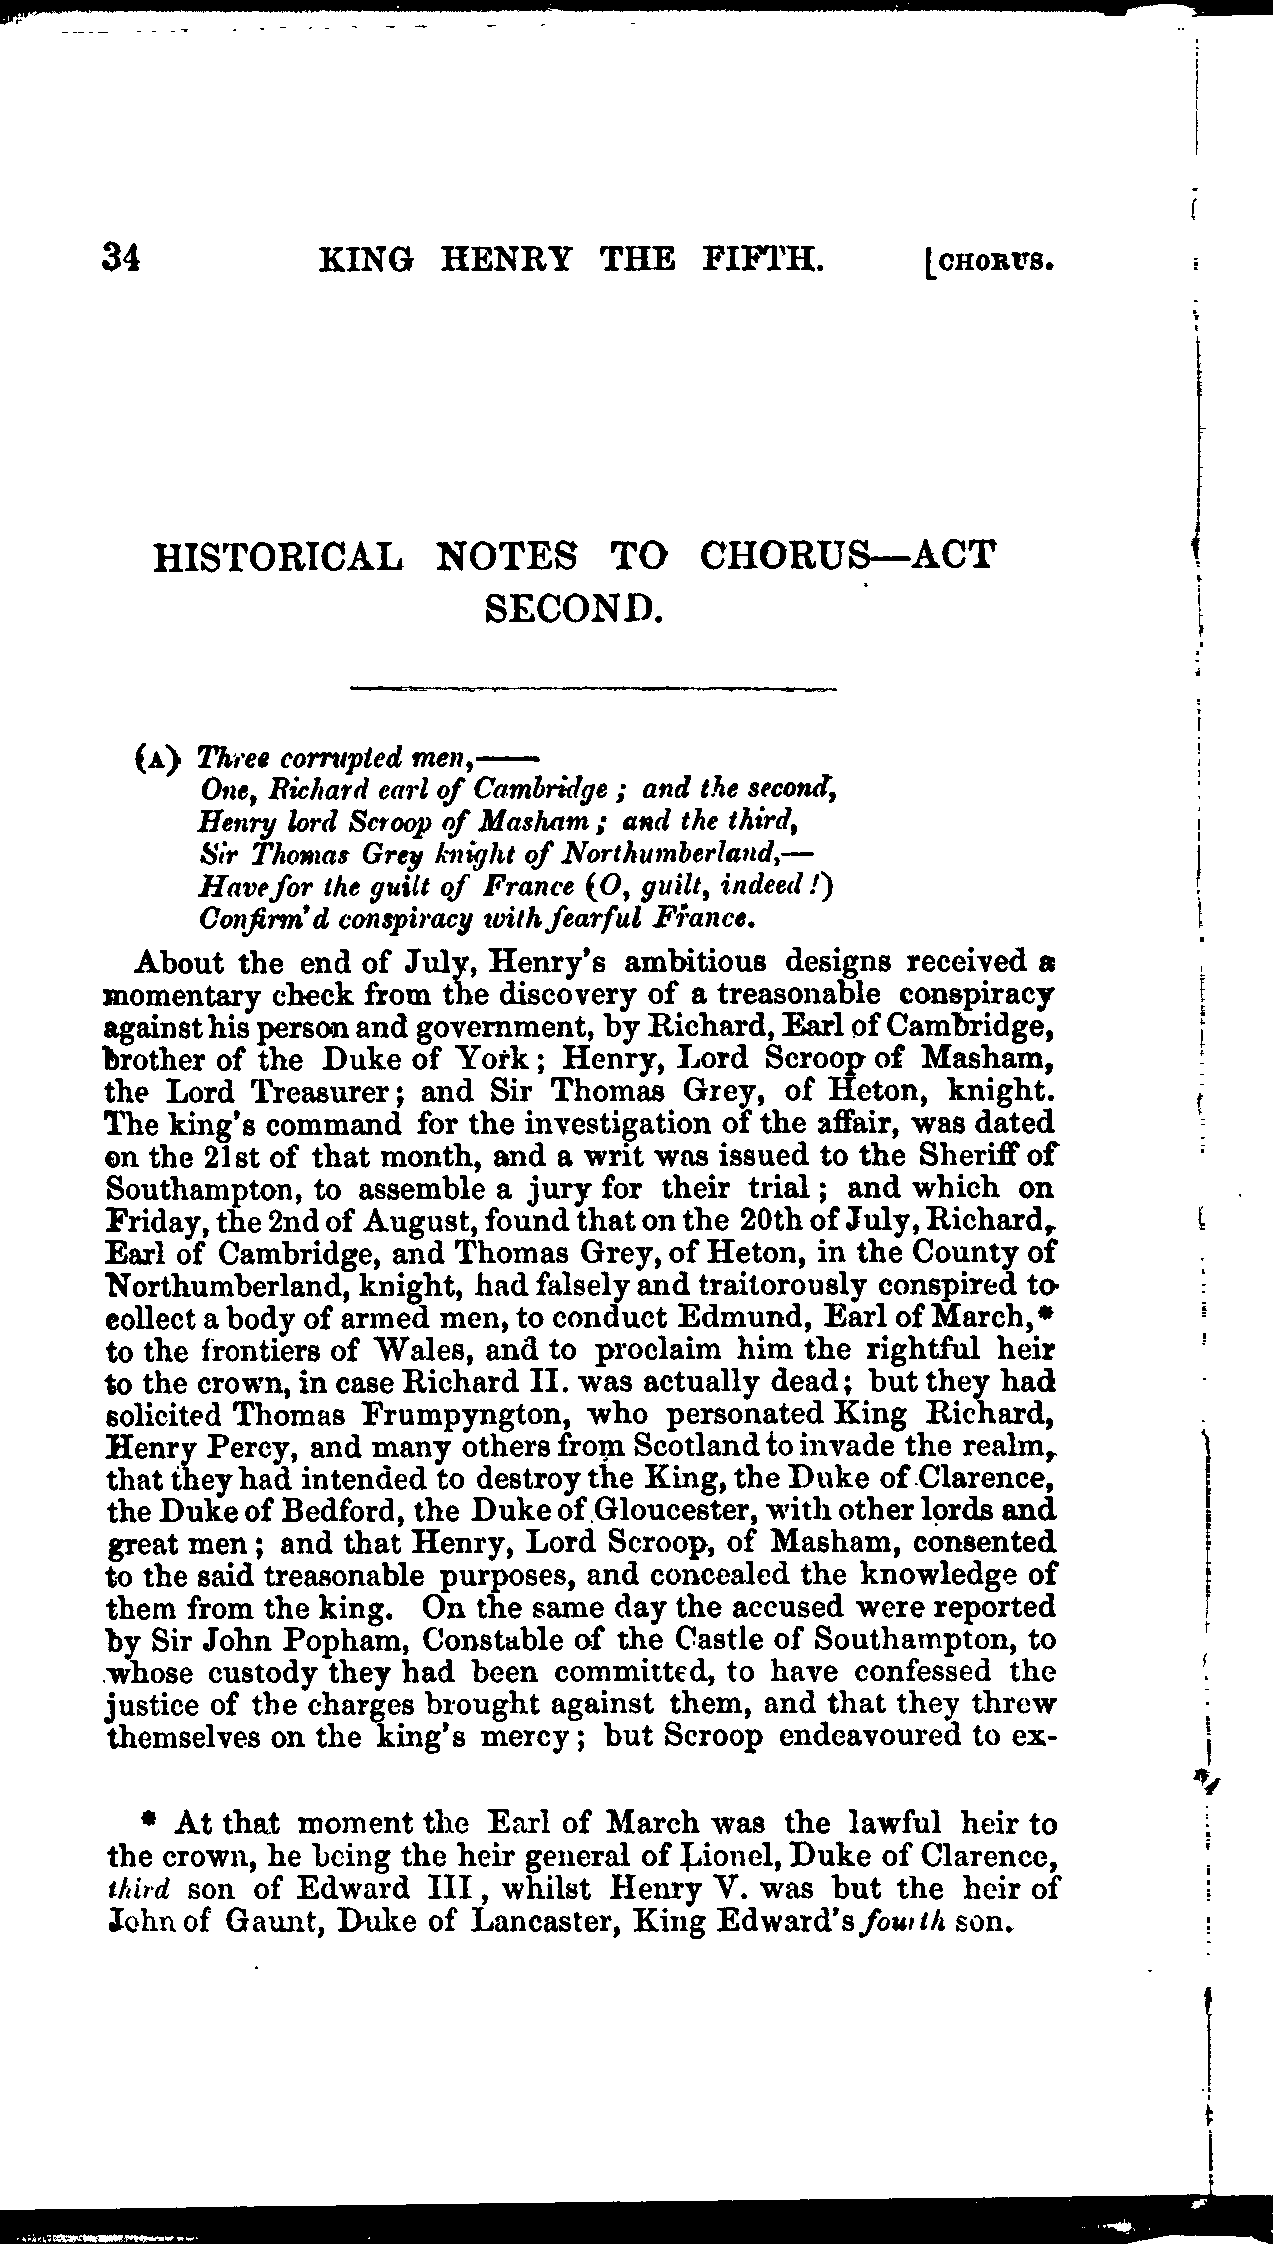 34 KING HENRY THE FIFTH. [CHORUS.
HISTORICAL NOTES TO CHORUS—ACT
SECOND.
(A) Three corrupted men,——
One, Richard earl of Cambridge; and the second,
Henry lord Scroop of Masham; and the third,
Sir Thomas Grey knight of Northumberland,—
Have for the guilt of France (O, guilt, indeed!)
Confirm'd conspiracy with fearful France.
About the end of July, Henry's ambitious designs received a
momentary check from the discovery of a treasonable conspiracy
against his person and government, by Richard, Earl of Cambridge,
brother of the Duke of York; Henry, Lord Scroop of Masham,
the Lord Treasurer; and Sir Thomas Grey, of Heton, knight.
The king's command for the investigation of the affair, was dated
on the 21st of that month, and a writ was issued to the Sheriff of
Southampton, to assemble a jury for their trial; and which on
Friday, the 2nd of August, found that on the 20th of July, Richard,
Earl of Cambridge, and Thomas Grey, of Heton, in the County of
Northumberland, knight, had falsely and traitorously conspired to
collect a body of armed men, to conduct Edmund, Earl of March,*
to the frontiers of Wales, and to proclaim him the rightful heir
to the crown, in case Richard II. was actually dead; but they had
solicited Thomas Frumpyngton, who personated King Richard,
Henry Percy, and many others from Scotland to invade the realm,
that they had intended to destroy the King, the Duke of Clarence,
the Duke of Bedford, the Duke of Gloucester, with other lords and
great men; and that Henry, Lord Scroop, of Masham, consented
to the said treasonable purposes, and concealed the knowledge of
them from the king. On the same day the accused were reported
by Sir John Popham, Constable of the Castle of Southampton, to
whose custody they had been committed, to have confessed the
justice of the charges brought against them, and that they threw
themselves on the king's mercy; but Scroop endeavoured to ex-
* At that moment the Earl of March was the lawful heir to
the crown, he being the heir general of Lionel, Duke of Clarence,
third son of Edward III, whilst Henry V. was but the heir of
John of Gaunt, Duke of Lancaster, King Edward's fourth son.